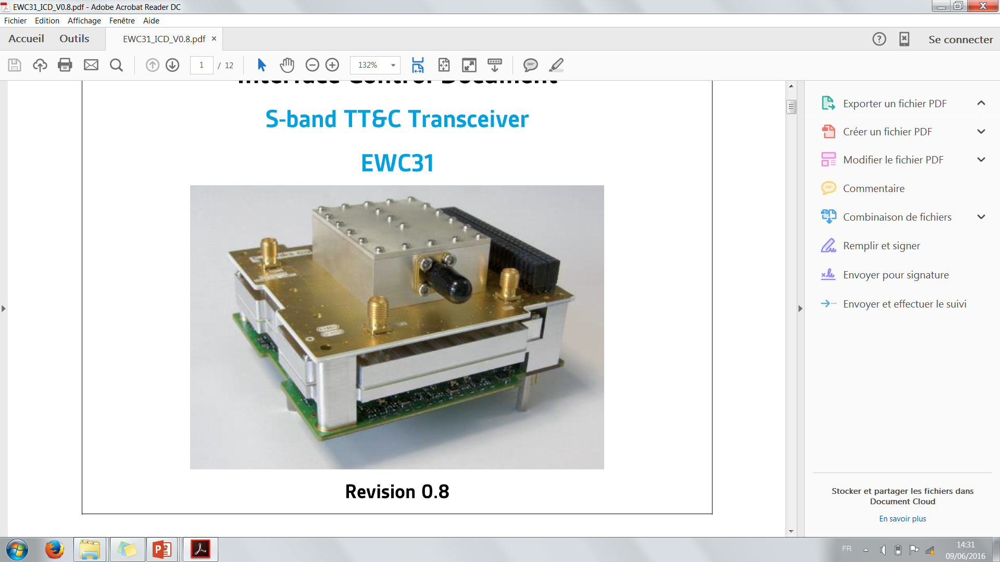 EWC31_ICD_V0.8.pdf - Adobe Acrobat Reader DC
Fichier Edition Affichage Fenêtre Aide
Accueil Outils EWC31_ICD_V0.8.pdf × Se connecter
1 / 12 132%
Interface Control Document
S-band TT&C Transceiver
EWC31
Revision 0.8
Exporter un fichier PDF
Créer un fichier PDF
Modifier le fichier PDF
Commentaire
Combinaison de fichiers
Remplir et signer
Envoyer pour signature
Envoyer et effectuer le suivi
Stocker et partager les fichiers dans
Document Cloud
En savoir plus
FR 14:31
09/06/2016